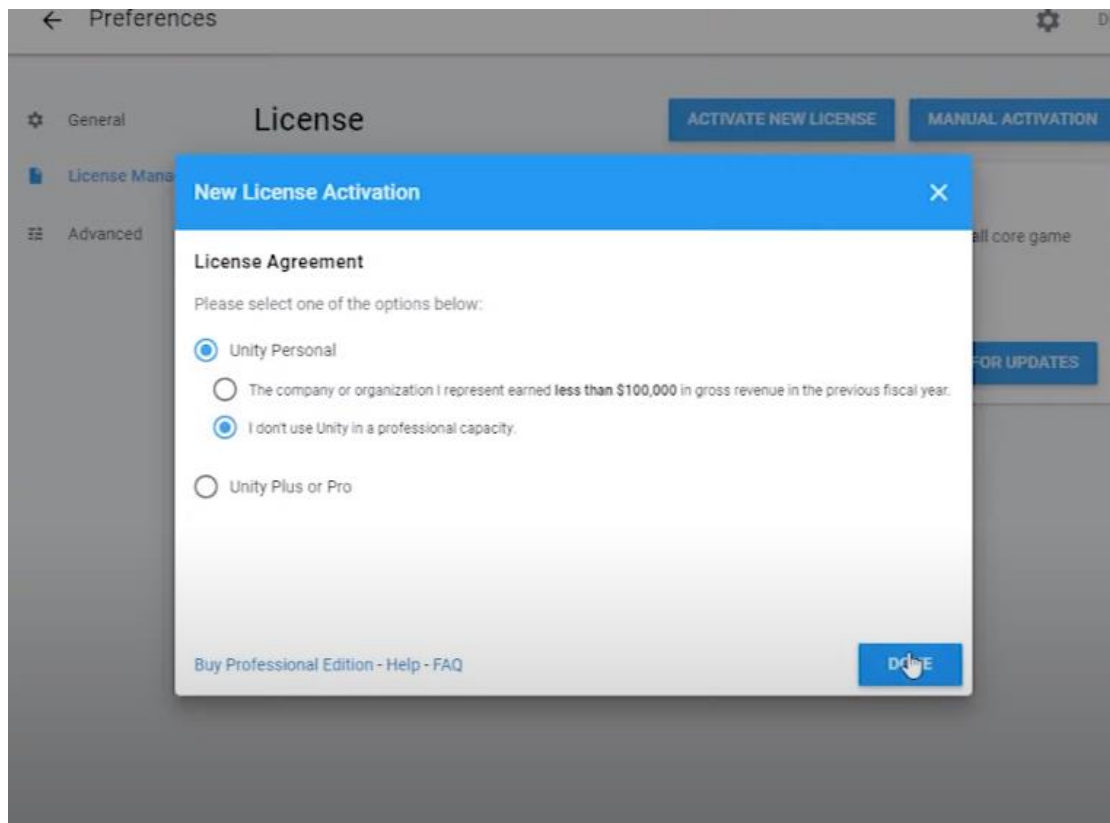 Preferences
D
General
License
ACTIVATE NEW LICENSE
MANUAL ACTIVATION
License Mana
New License Activation
Advanced
all core game
License Agreement
Please select one of the options below:
Unity Personal
FOR UPDATES
The company or organization I represent earned less than $100,000 in gross revenue in the previous fiscal year.
I don't use Unity in a professional capacity.
Unity Plus or Pro
Buy Professional Edition - Help - FAQ